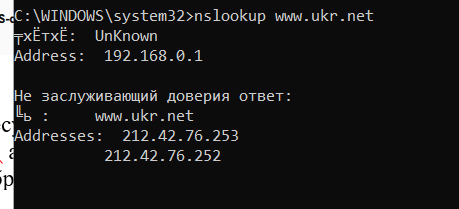 C:\WINDOWS\system32>nslookup www.ukr.net
╤хЁтхЁ:  UnKnown
Address:  192.168.0.1

Не заслуживающий доверия ответ:
╚ь :     www.ukr.net
Addresses:  212.42.76.253
          212.42.76.252